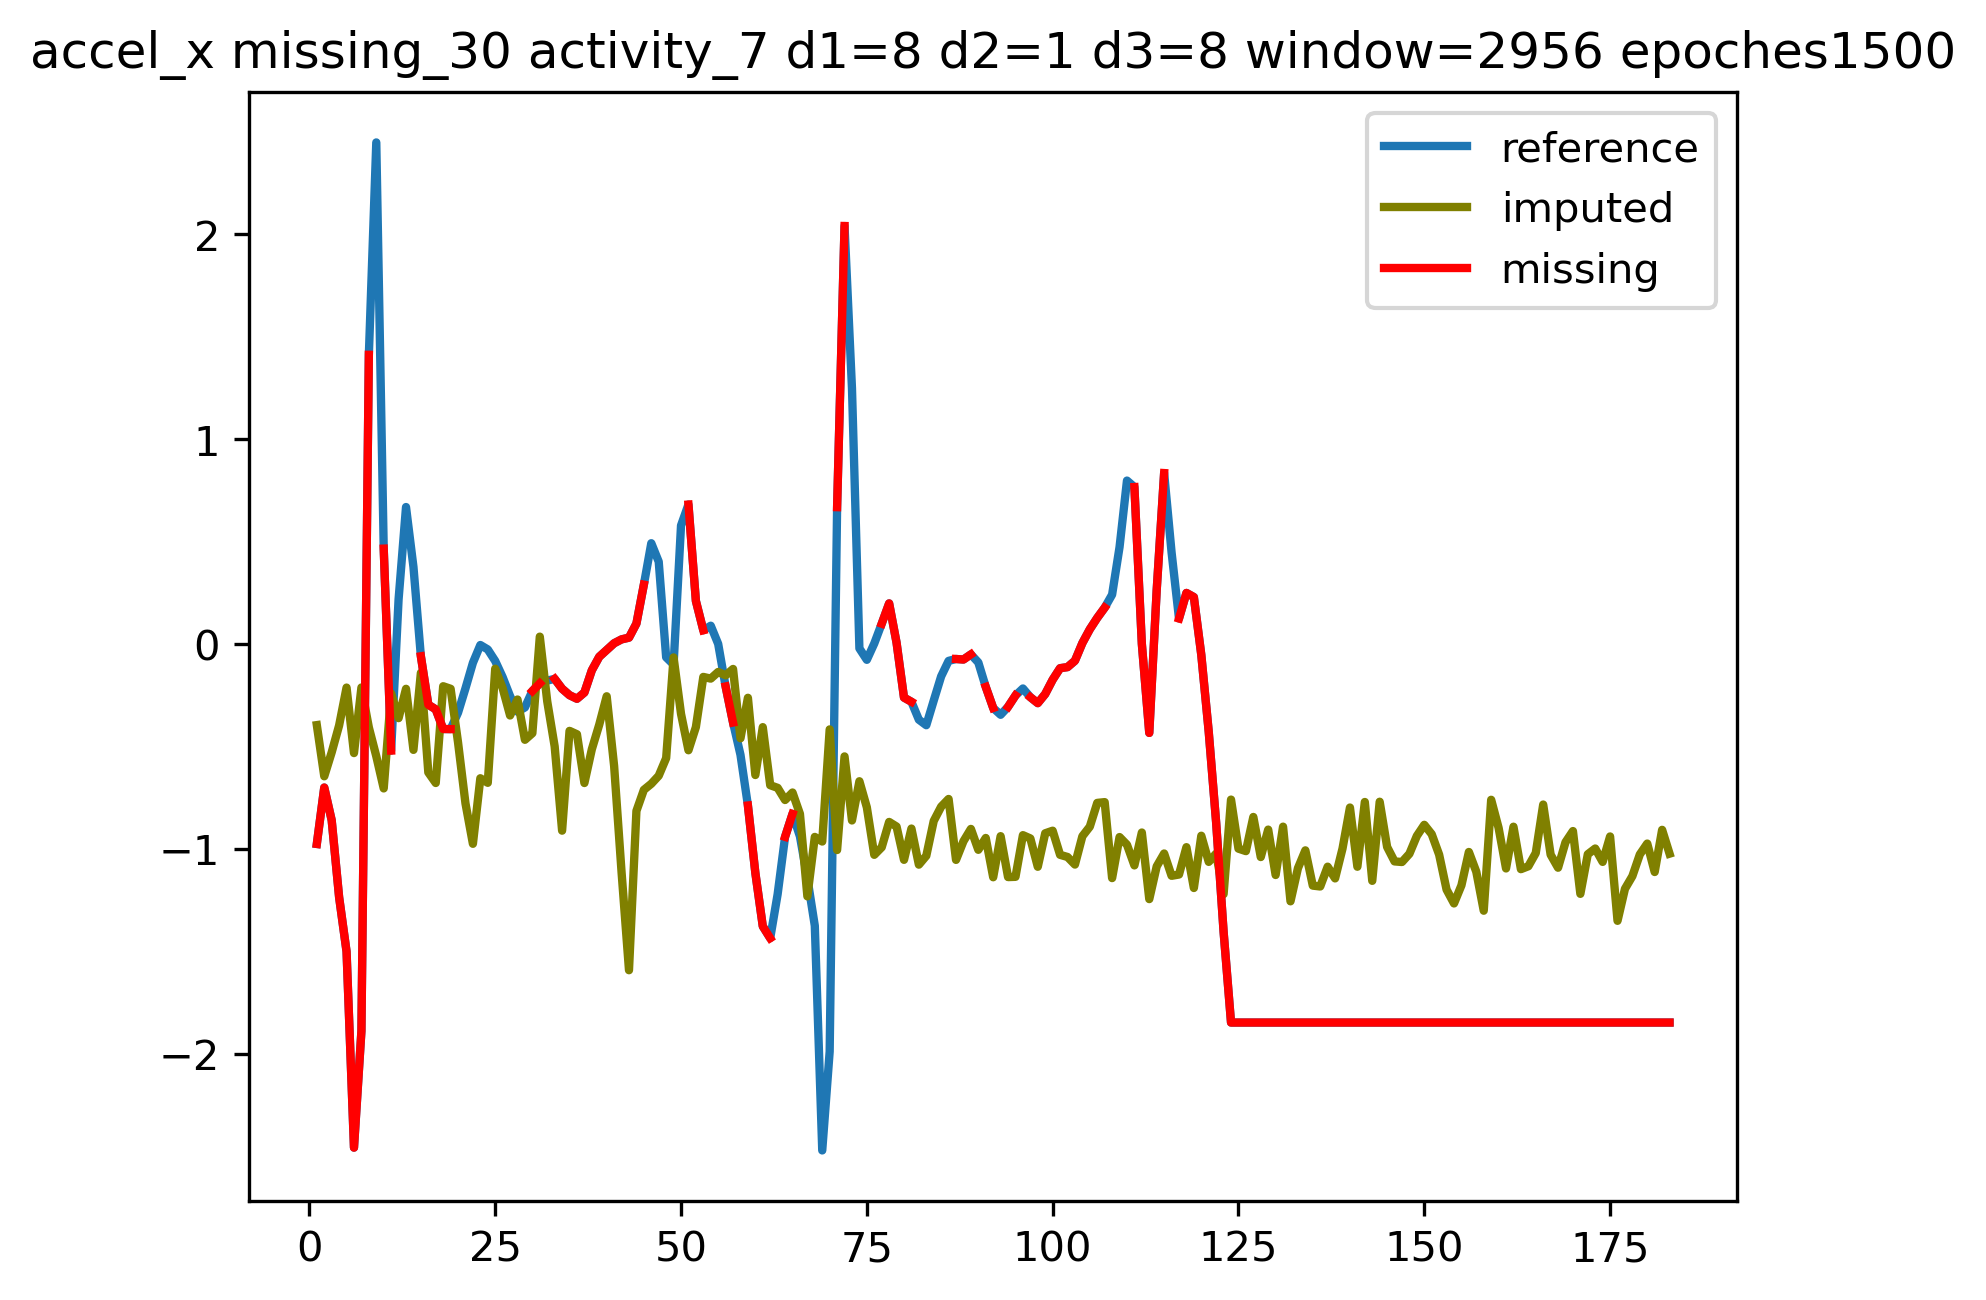 accel_x missing_30 activity_7 d1=8 d2=1 d3=8 window=2956 epoches1500
reference
imputed
missing
2
1
0
−1
−2
0 25 50 75 100 125 150 175